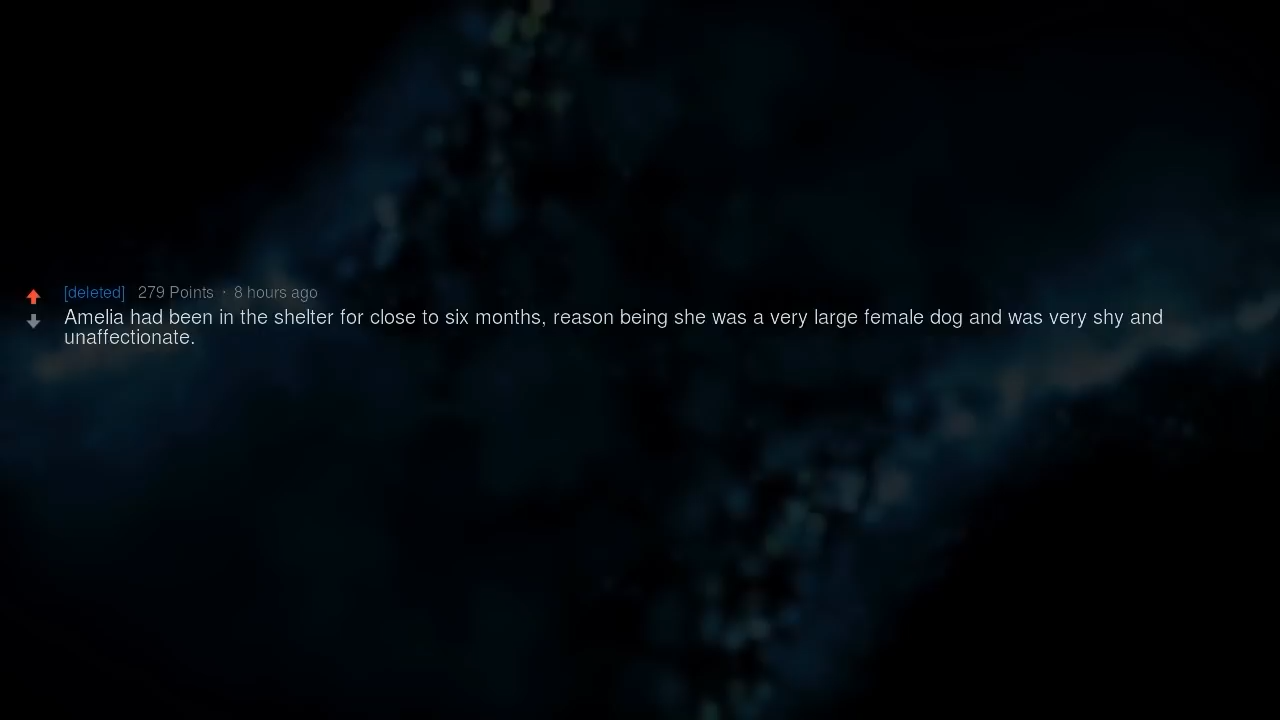 [deleted] 279 Points · 8 hours ago
Amelia had been in the shelter for close to six months, reason being she was a very large female dog and was very shy and
unaffectionate.